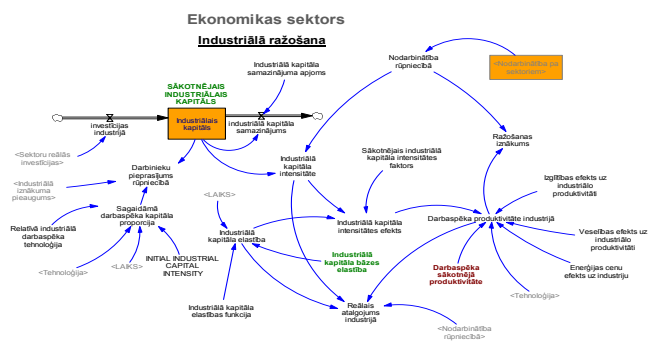 Ekonomikas sektors
Industriālā ražošana
Nodarbinātība
rūpniecībā
<Nodarbinātība pa
sektoriem>
Industriālā kapitāla
samazinājuma apjoms
SĀKOTNĒJAIS
INDUSTRIĀLAIS
KAPITĀLS
Industriālais
kapitāls
investīcijas
industrijā
industriālā kapitāla
samazinājums
Ražošanas
iznākums
<Sektoru reālās
investīcijas>
Darbinieku
pieprasījums
rūpniecībā
Industriālā
kapitāla
intensitāte
Sākotnējais industriālā
kapitāla intensitātes
faktors
<Industriālā
iznākuma
pieaugums>
<LAIKS>
Izglītības efekts uz
industriālo
produktivitāti
Sagaidāmā
darbaspēka kapitāla
proporcija
Relatīvā industriālā
darbaspēka
tehnoloģija
Industriālā
kapitāla elastība
Industriālā kapitāla
intensitātes efekts
Darbaspēka produktivitāte industrijā
Veselības efekts uz
industriālo
produktivitāti
<Tehnoloģija>
<LAIKS>
INITIAL INDUSTRIAL
CAPITAL
INTENSITY
Industriālā
kapitāla bāzes
elastība
Darbaspēka
sākotnējā
produktivitāte
Enerģijas cenu
efekts uz industriju
<Tehnoloģija>
Industriālā kapitāla
elastības funkcija
Reālais
atalgojums
industrijā
<Nodarbinātība
rūpniecībā>